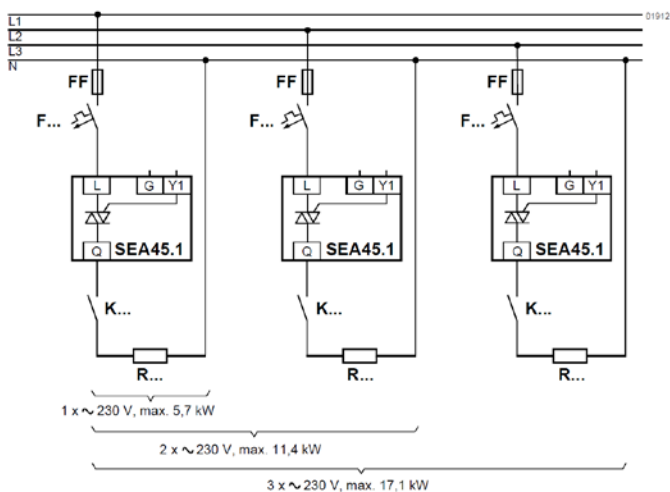 L1 01912
L2
L3
N
FF FF FF
F... F... F...
L G Y1 L G Y1 L G Y1
Q SEA45.1 Q SEA45.1 Q SEA45.1
K... K... K...
R... R... R...
1 x ~ 230 V, max. 5,7 kW
2 x ~ 230 V, max. 11,4 kW
3 x ~ 230 V, max. 17,1 kW